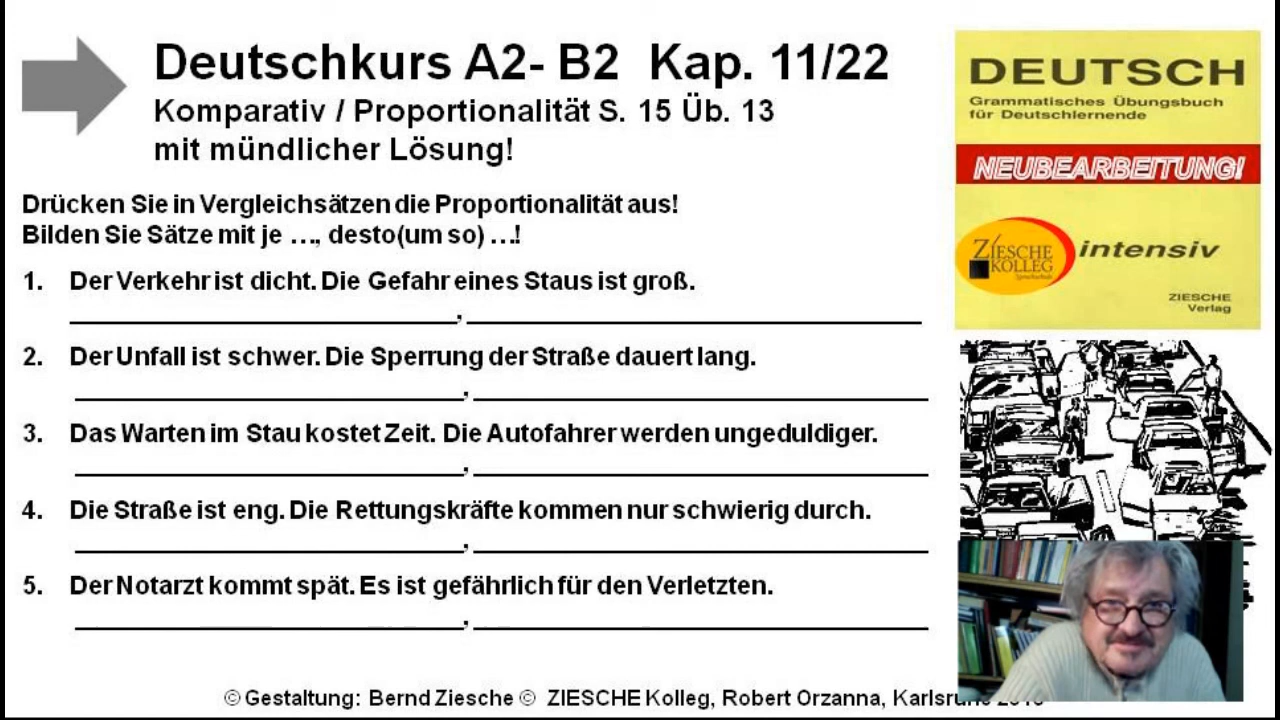 Deutschkurs A2- B2 Kap. 11/22
Komparativ / Proportionalität S. 15 Üb. 13
mit mündlicher Lösung!
Drücken Sie in Vergleichsätzen die Proportionalität aus!
Bilden Sie Sätze mit je …, desto(um so) …!
1. Der Verkehr ist dicht. Die Gefahr eines Staus ist groß.
,
2. Der Unfall ist schwer. Die Sperrung der Straße dauert lang.
,
3. Das Warten im Stau kostet Zeit. Die Autofahrer werden ungeduldiger.
,
4. Die Straße ist eng. Die Rettungskräfte kommen nur schwierig durch.
,
5. Der Notarzt kommt spät. Es ist gefährlich für den Verletzten.
,
© Gestaltung: Bernd Ziesche © ZIESCHE Kolleg, Robert Orzanna,
DEUTSCH
Grammatisches Übungsbuch
für Deutschlernende
NEUBEARBEITUNG!
ZIESCHE
KOLLEG
intensiv
ZIESCHE
Verlag